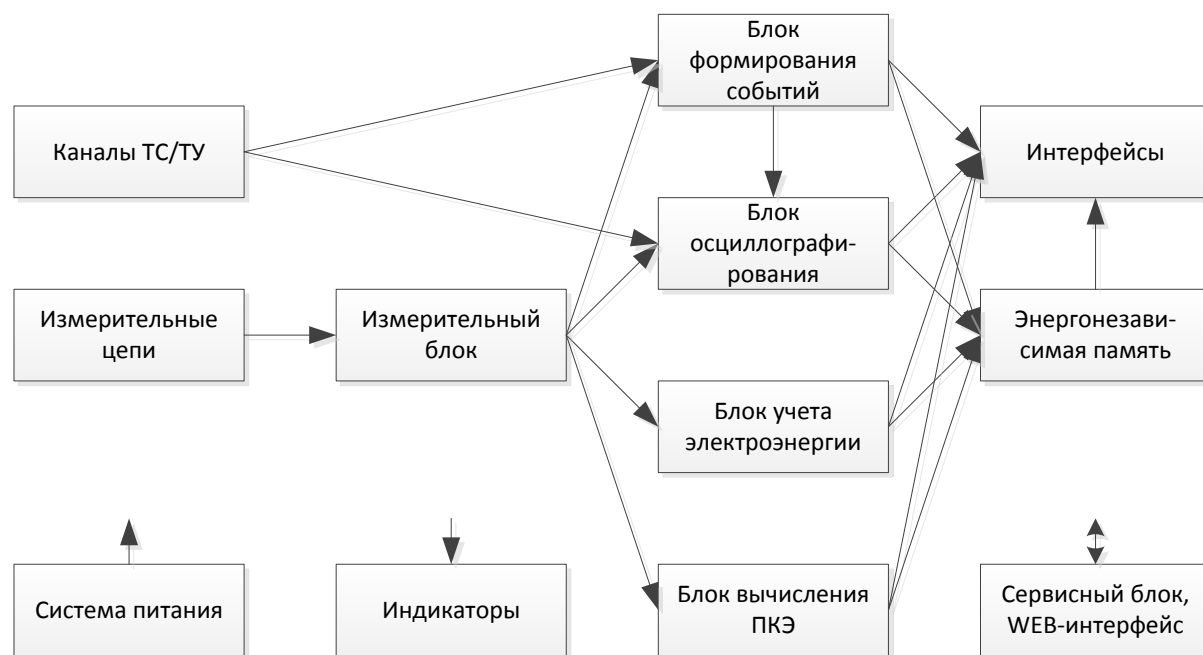 Блок
формирования
событий
Каналы ТС/ТУ
Интерфейсы
Блок
осциллографи-
рования
Измерительные
цепи
Измерительный
блок
Энергонезави-
симая память
Блок учета
электроэнергии
Система питания
Индикаторы
Блок вычисления
ПКЭ
Сервисный блок,
WEB-интерфейс